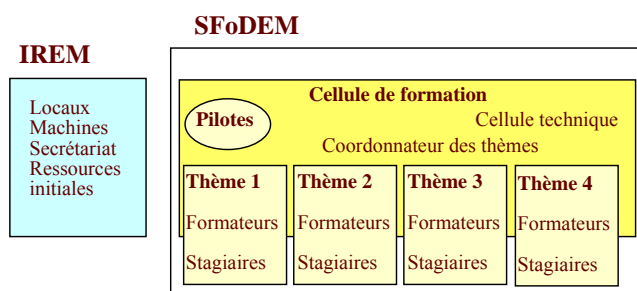 SFoDEM
IREM
Locaux
Machines
Secrétariat
Ressources
initiales
Cellule de formation
Pilotes
Cellule technique
Coordonnateur des thèmes
Thème 1
Formateurs
Stagiaires
Thème 2
Formateurs
Stagiaires
Thème 3
Formateurs
Stagiaires
Thème 4
Formateurs
Stagiaires